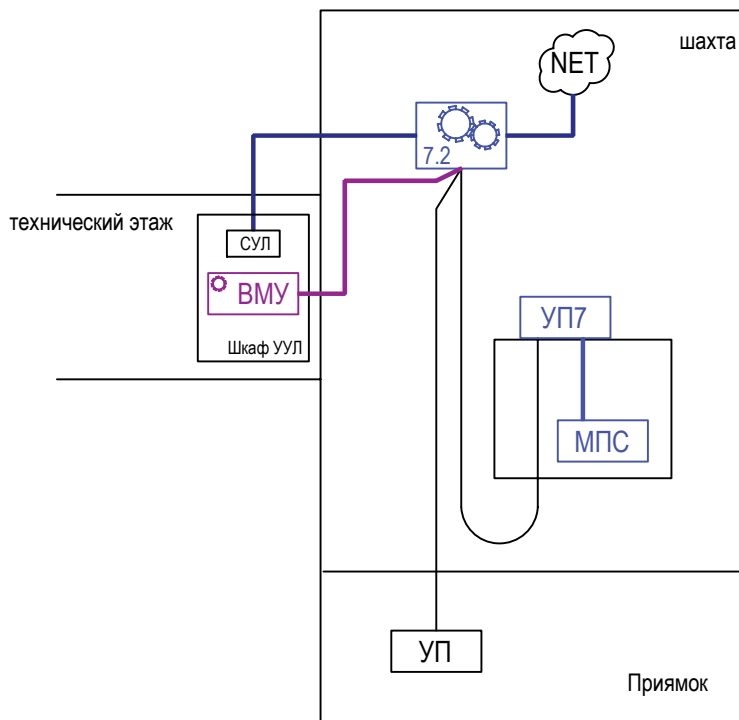 шахта
NET
7.2
технический этаж
СУЛ
ВМУ
Шкаф УУЛ
УП7
МПС
УП
Приямок